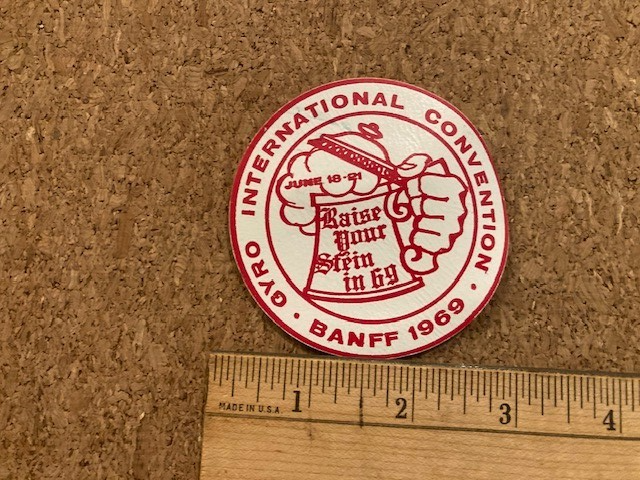 GYRO INTERNATIONAL CONVENTION · BANFF 1969 ·
JUNE 18-21
Raise
Your
Stein
in 69
MADE IN U.S.A
1 2 3 4